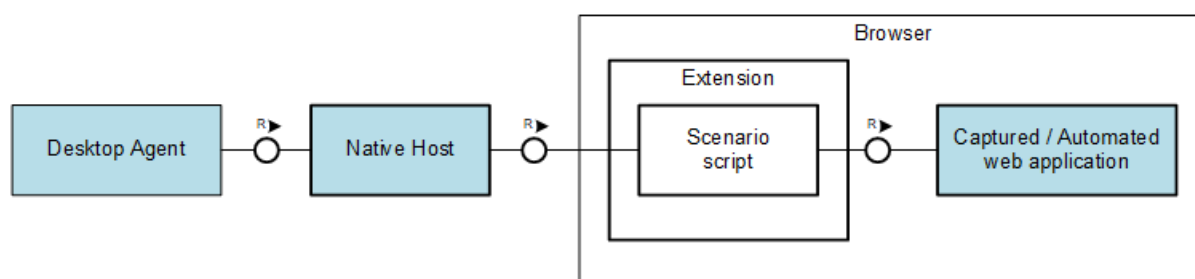 Browser
Extension
Desktop Agent
R
Native Host
R
Scenario
script
R
Captured / Automated
web application